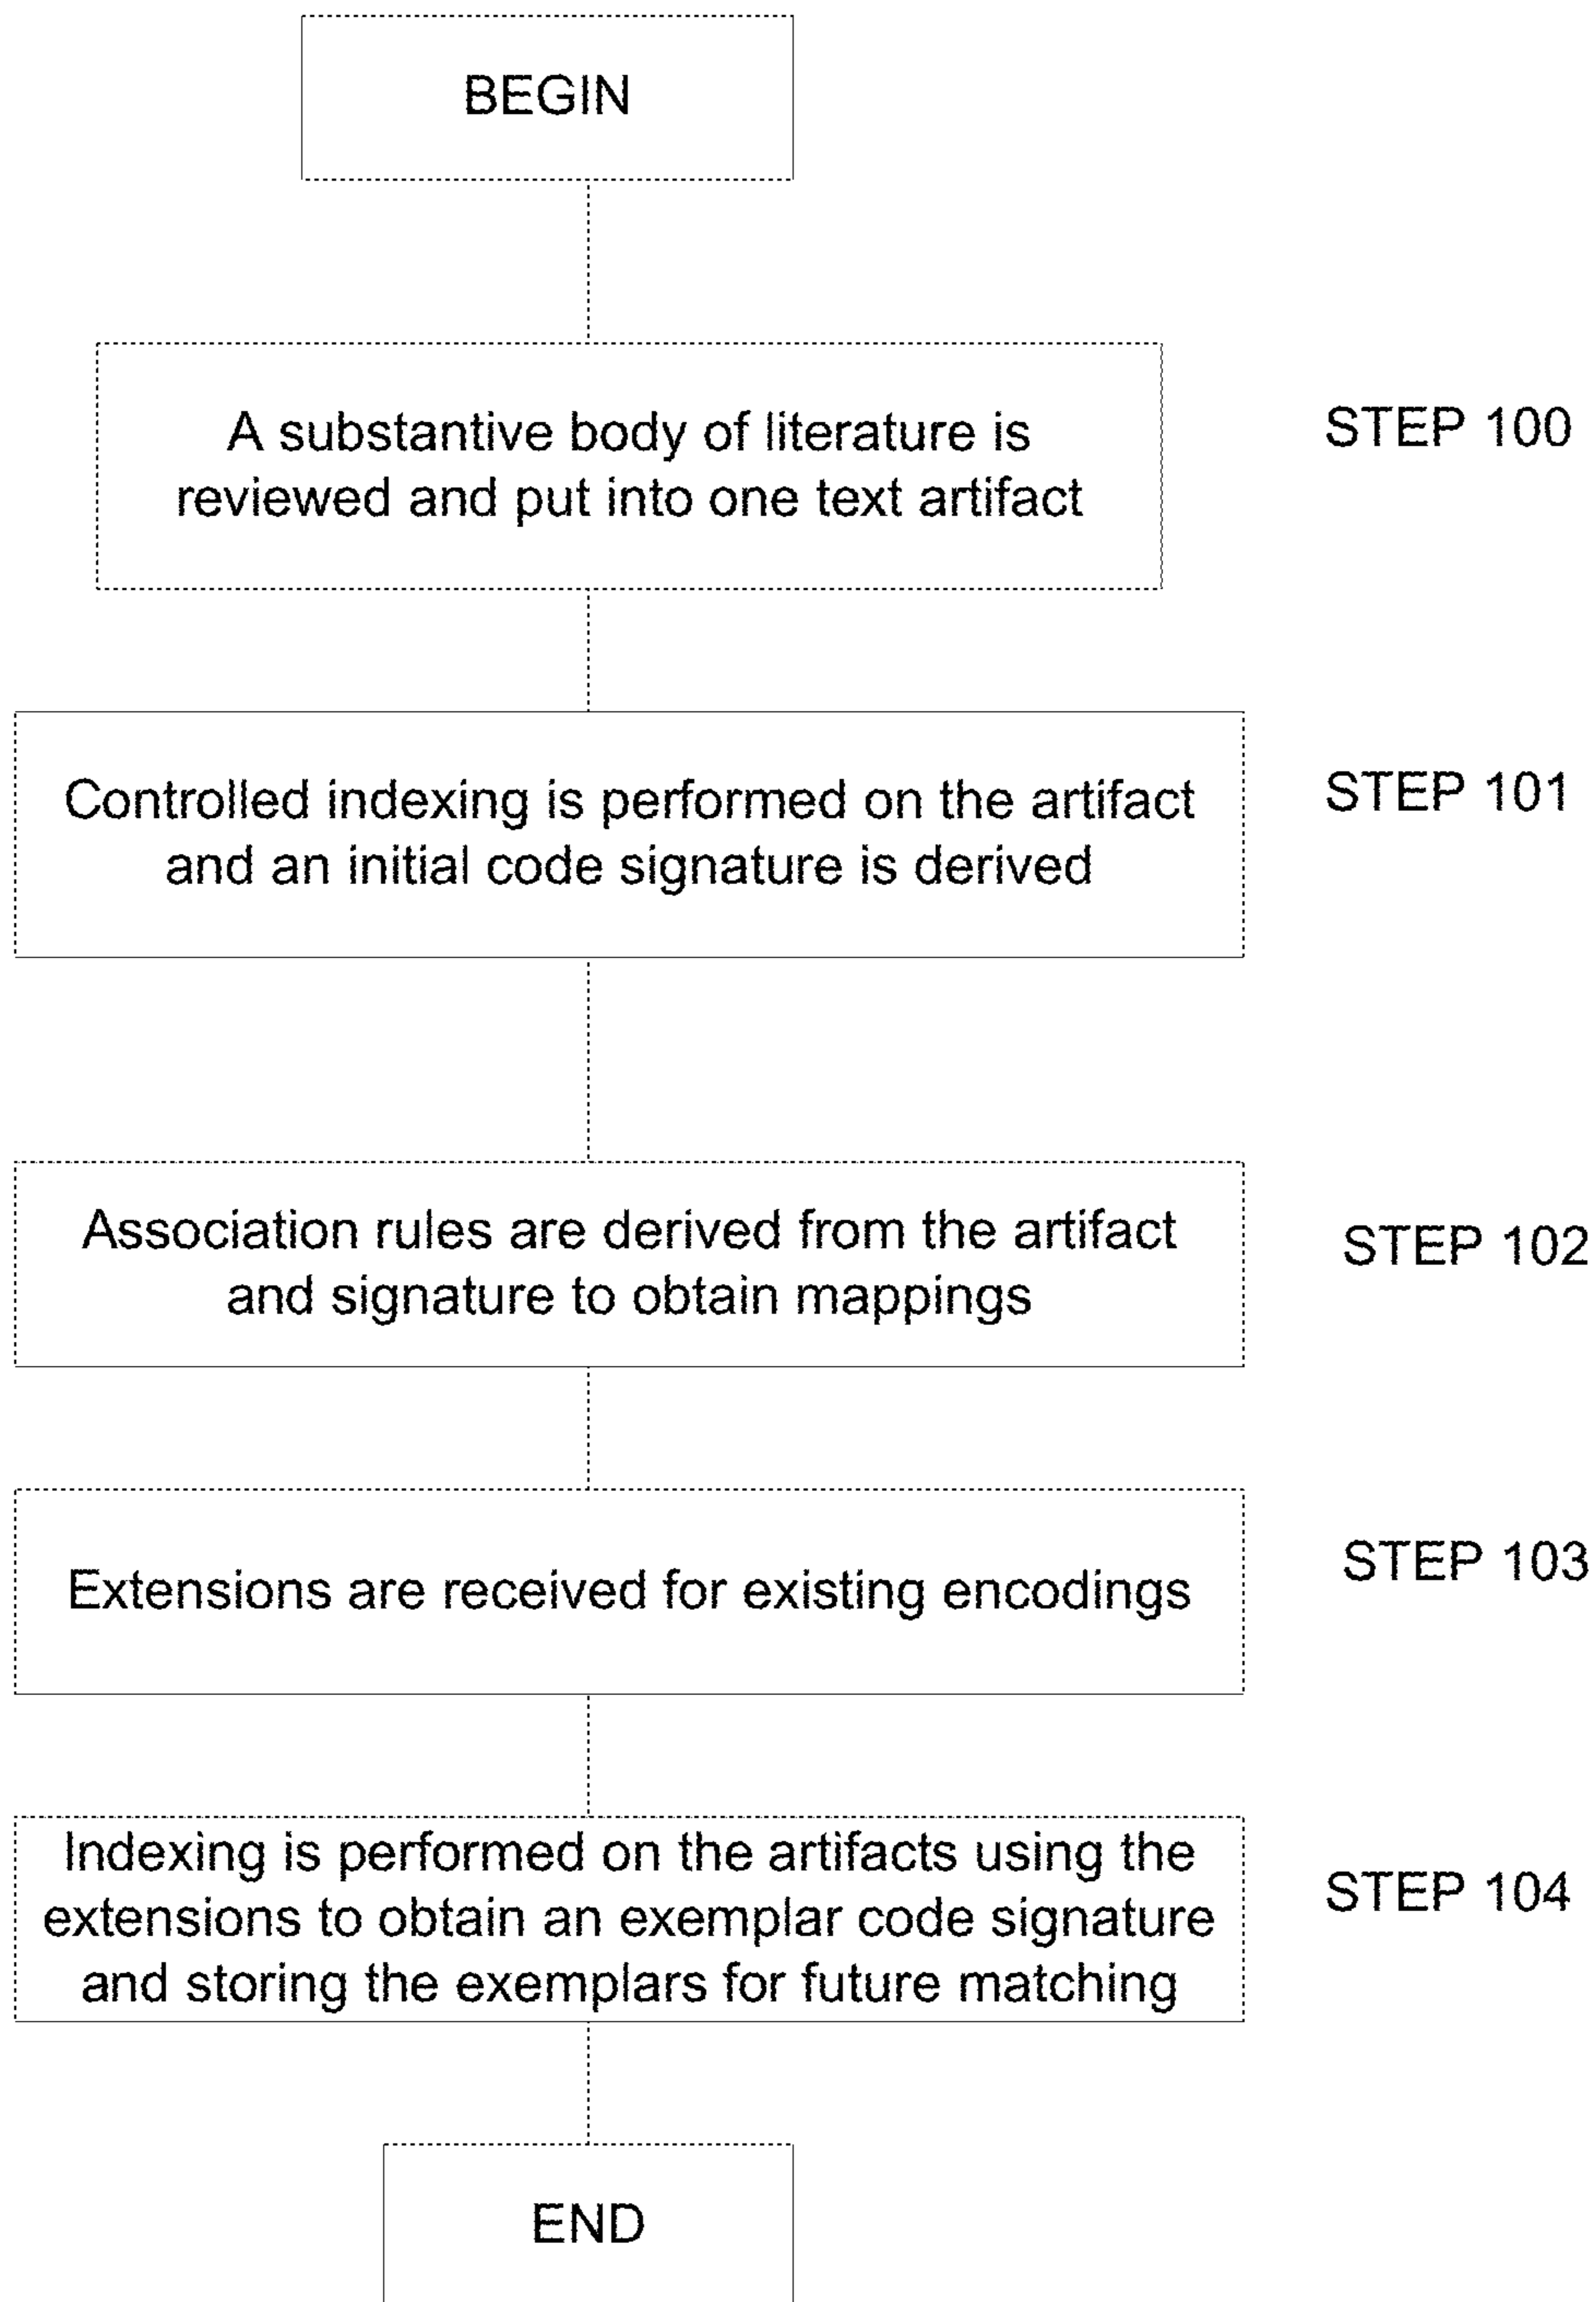 BEGIN
A substantive body of literature is
reviewed and put into one text artifact
STEP 100
Controlled indexing is performed on the artifact
and an initial code signature is derived
STEP 101
Association rules are derived from the artifact
and signature to obtain mappings
STEP 102
Extensions are received for existing encodings
STEP 103
Indexing is performed on the artifacts using the
extensions to obtain an exemplar code signature
and storing the exemplars for future matching
STEP 104
END